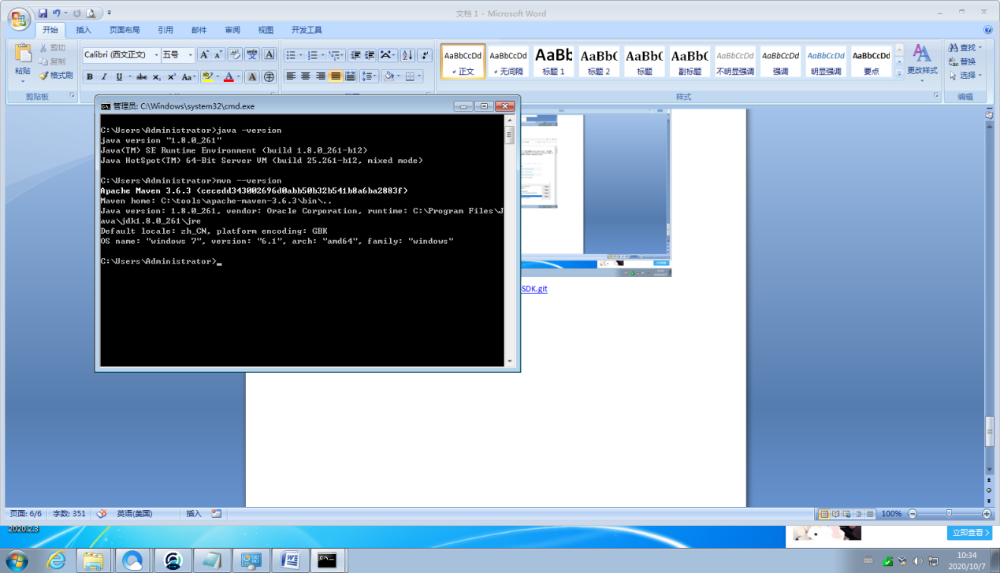 文档 1 - Microsoft Word
开始 插入 页面布局 引用 邮件 审阅 视图 开发工具
粘贴
剪切
复制
格式刷
剪贴板
Calibri (西文正文) 五号
AaBbCcDd AaBbCcDd AaBb AaBbC AaBbC AaBbC AaBbCcDd AaBbCcDd AaBbCcDd AaBbCcDd
正文 无间隔 标题 1 标题 2 标题 副标题 不明显强调 强调 明显强调 要点
更改样式
样式
查找
替换
选择
编辑
管理员: C:\Windows\system32\cmd.exe
C:\Users\Administrator>java -version
java version "1.8.0_261"
Java(TM) SE Runtime Environment (build 1.8.0_261-b12)
Java HotSpot(TM) 64-Bit Server VM (build 25.261-b12, mixed mode)
C:\Users\Administrator>mvn --version
Apache Maven 3.6.3 (cecedd343002696d0abb50b32b541b8a6ba2883f)
Maven home: C:\tools\apache-maven-3.6.3\bin\..
Java version: 1.8.0_261, vendor: Oracle Corporation, runtime: C:\Program Files\J
ava\jdk1.8.0_261\jre
Default locale: zh_CN, platform encoding: GBK
OS name: "windows 7", version: "6.1", arch: "amd64", family: "windows"
C:\Users\Administrator>
SDK.git
页面: 6/6 字数: 351 英语(美国) 插入 100%
2020.2.3
立即查看 >
10:34
2020/10/7